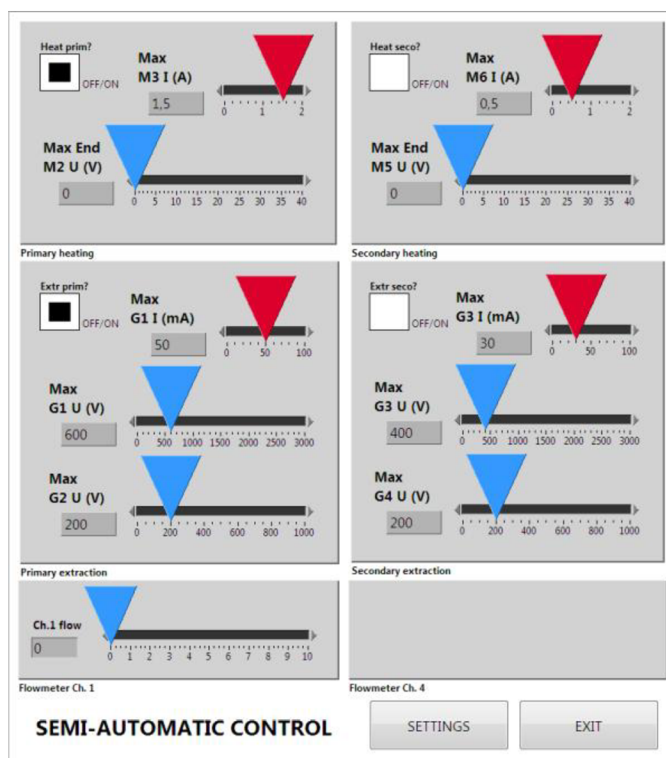 Heat prim?
OFF/ON
Max
M3 I (A)
1,5
0 1 2
Max End
M2 U (V)
0
0 5 10 15 20 25 30 35 40
Primary heating
Heat seco?
OFF/ON
Max
M6 I (A)
0,5
0 1 2
Max End
M5 U (V)
0
0 5 10 15 20 25 30 35 40
Secondary heating
Extr prim?
OFF/ON
Max
G1 I (mA)
50
0 50 100
Max
G1 U (V)
600
0 500 1000 1500 2000 2500 3000
Max
G2 U (V)
200
0 200 400 600 800 1000
Primary extraction
Extr seco?
OFF/ON
Max
G3 I (mA)
30
0 50 100
Max
G3 U (V)
400
0 500 1000 1500 2000 2500 3000
Max
G4 U (V)
200
0 200 400 600 800 1000
Secondary extraction
Ch.1 flow
0
0 1 2 3 4 5 6 7 8 9 10
Flowmeter Ch. 1
Flowmeter Ch. 4
SEMI-AUTOMATIC CONTROL
SETTINGS
EXIT